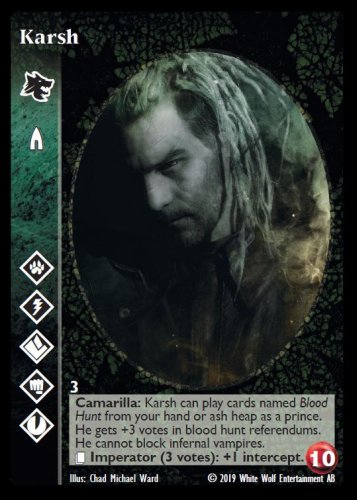 Karsh
3
Camarilla: Karsh can play cards named Blood
Hunt from your hand or ash heap as a prince.
He gets +3 votes in blood hunt referendums.
He cannot block infernal vampires.
Imperator (3 votes): +1 intercept.
10
Illus: Chad Michael Ward
© 2019 White Wolf Entertainment AB